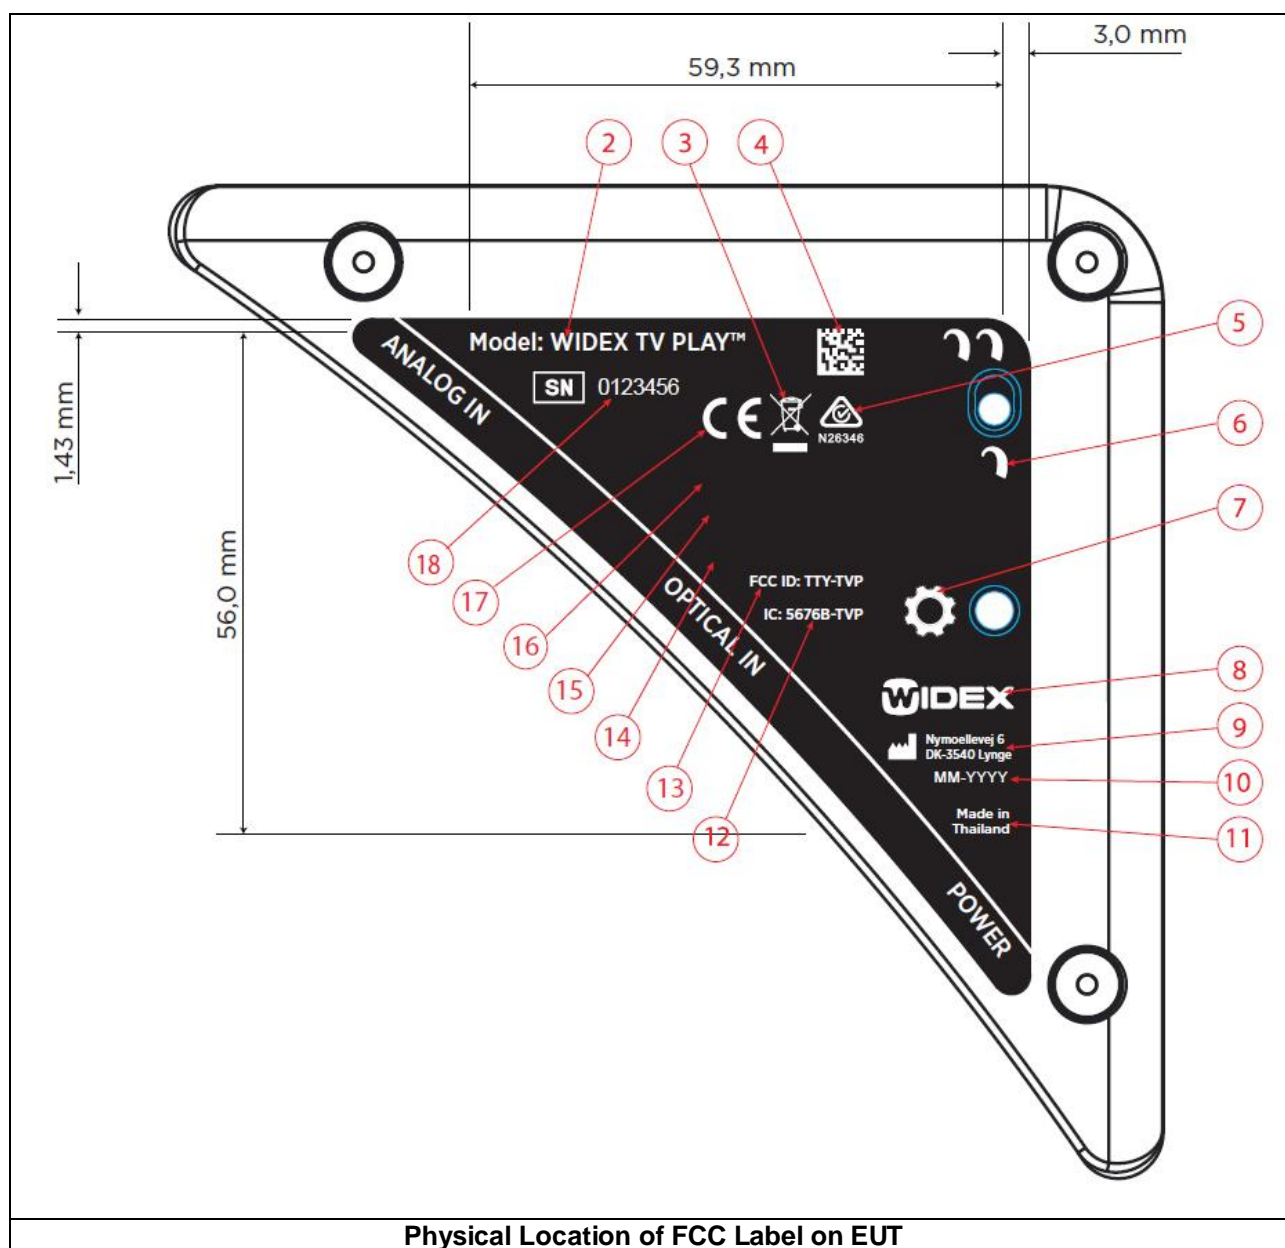 3,0 mm
59,3 mm
2
3
4
5
6
7
8
9
10
11
12
13
14
15
16
17
18
1,43 mm
56,0 mm
Model: WIDEX TV PLAY™
SN 0123456
N26346
ANALOG IN
OPTICAL IN
POWER
FCC ID: TTY-TVP
IC: 5676B-TVP
WIDEX
Nymoellevej 6
DK-3540 Lynge
MM-YYYY
Made in
Thailand
Physical Location of FCC Label on EUT